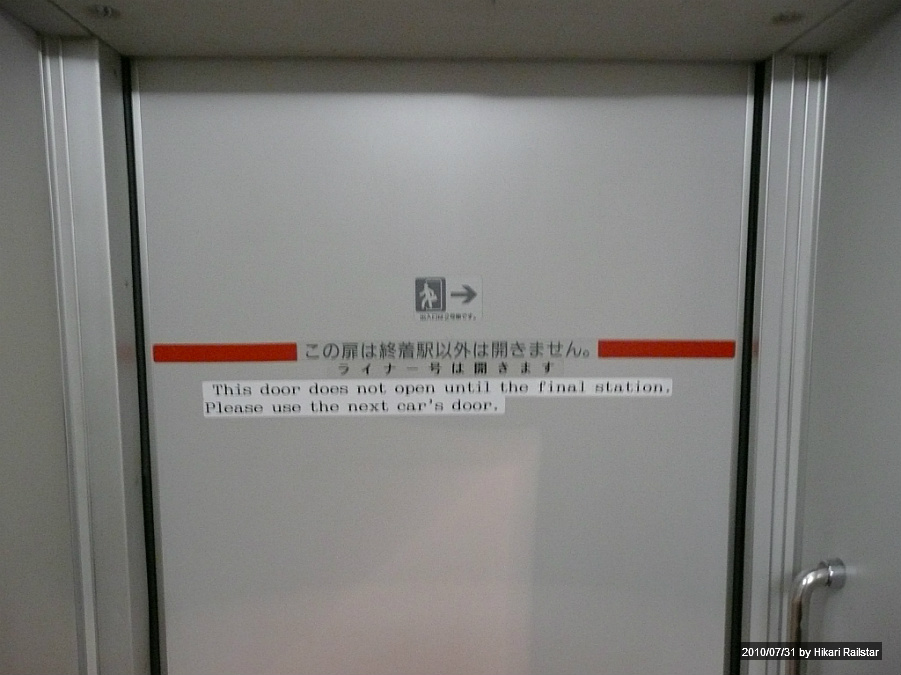 この扉は終着駅以外は開きません。
ライナー号は開きます
This door does not open until the final station.
Please use the next car's door.
2010/07/31 by Hikari Railstar